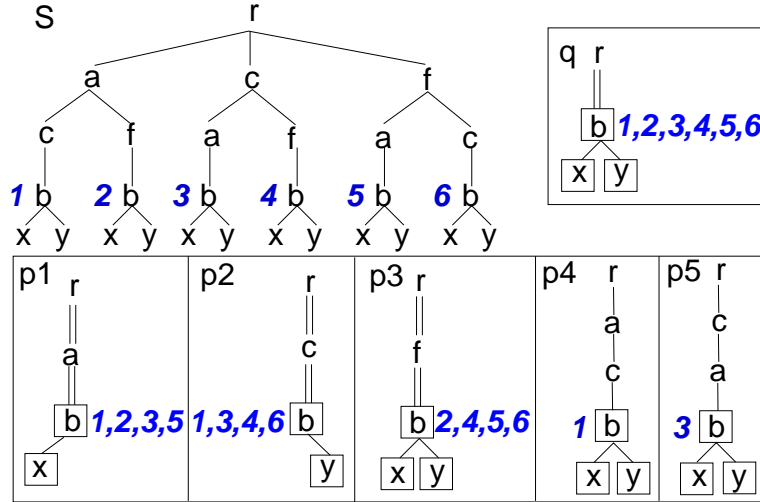 S r
a c f
c f a f a c
1 b 2 b 3 b 4 b 5 b 6 b
x y x y x y x y x y x y
q r
b 1,2,3,4,5,6
x y
p1 r
a
b 1,2,3,5
x
p2 r
c
1,3,4,6 b
y
p3 r
f
b 2,4,5,6
x y
p4 r
a
c
1 b
x y
p5 r
c
a
3 b
x y